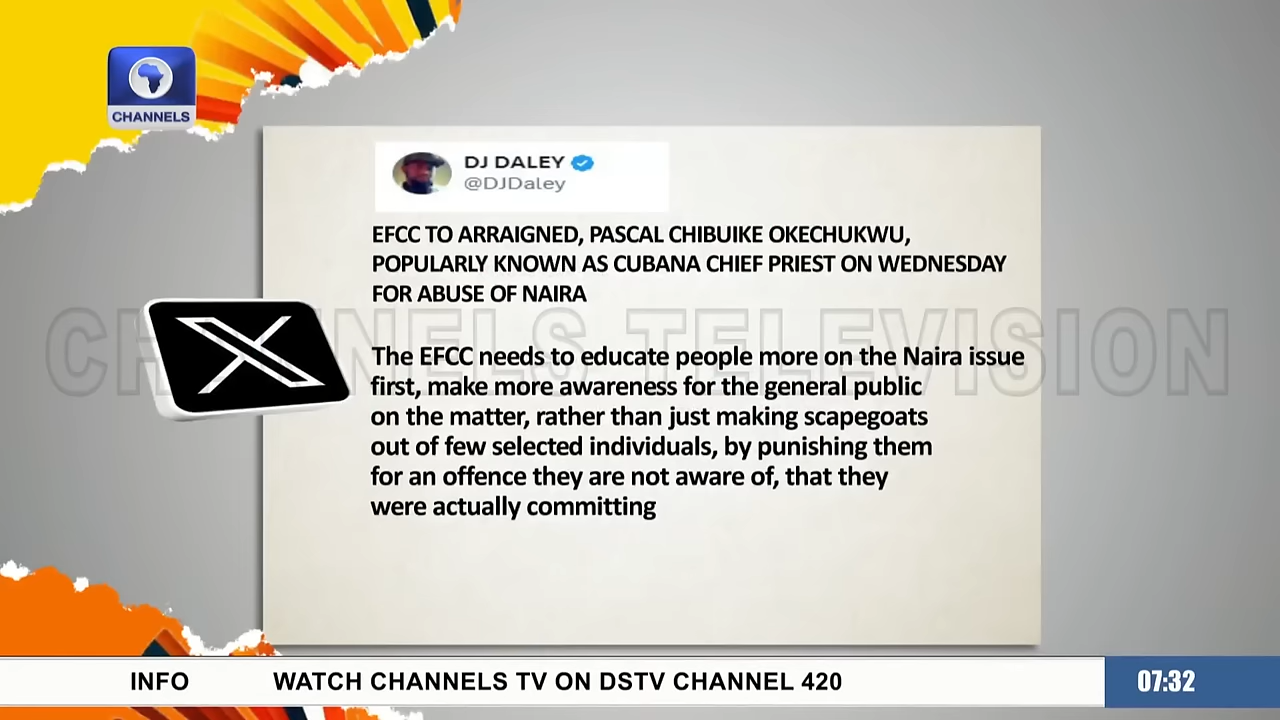 CHANNELS
DJ DALEY
@DJDaley
EFCC TO ARRAIGNED, PASCAL CHIBUIKE OKECHUKWU,
POPULARLY KNOWN AS CUBANA CHIEF PRIEST ON WEDNESDAY
FOR ABUSE OF NAIRA
CHANNELS TELEVISION
The EFCC needs to educate people more on the Naira issue
first, make more awareness for the general public
on the matter, rather than just making scapegoats
out of few selected individuals, by punishing them
for an offence they are not aware of, that they
were actually committing
INFO WATCH CHANNELS TV ON DSTV CHANNEL 420 07:32